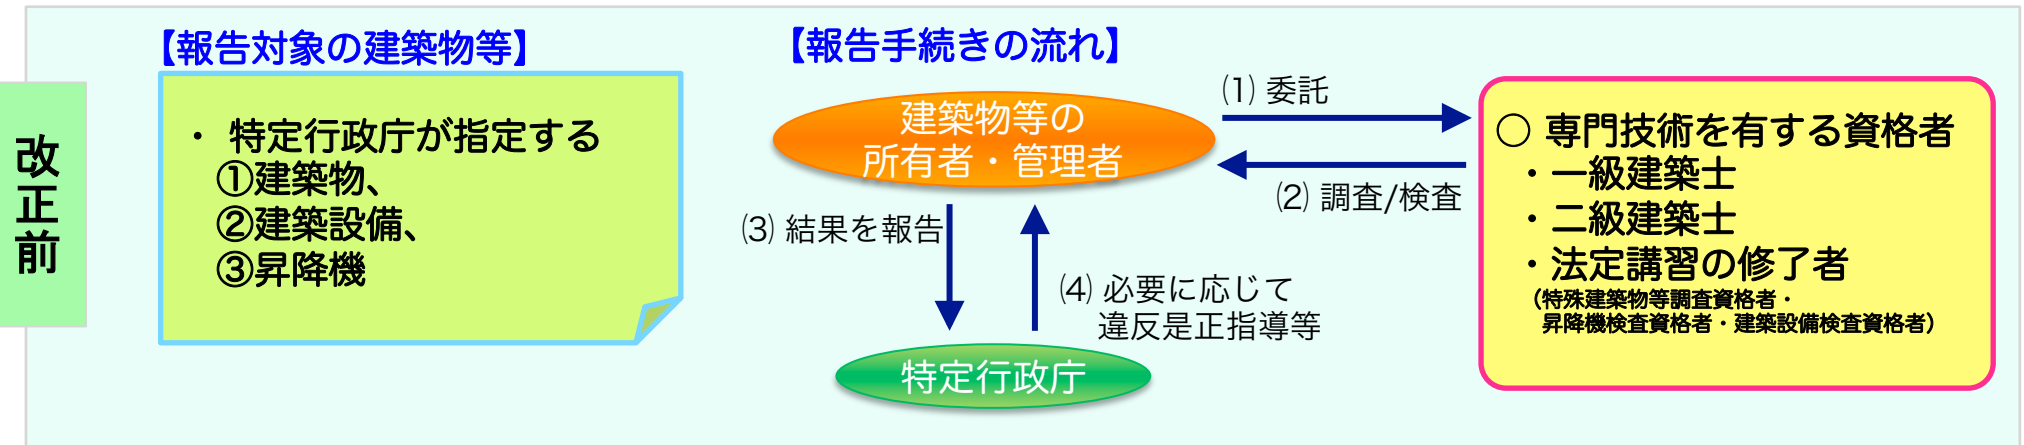 改正前
【報告対象の建築物等】
・ 特定行政庁が指定する
①建築物、
②建築設備、
③昇降機
【報告手続きの流れ】
建築物等の
所有者・管理者
(1) 委託
(2) 調査/検査
(3) 結果を報告
(4) 必要に応じて
違反是正指導等
特定行政庁
○ 専門技術を有する資格者
・一級建築士
・二級建築士
・法定講習の修了者
（特殊建築物等調査資格者・
昇降機検査資格者・建築設備検査資格者）